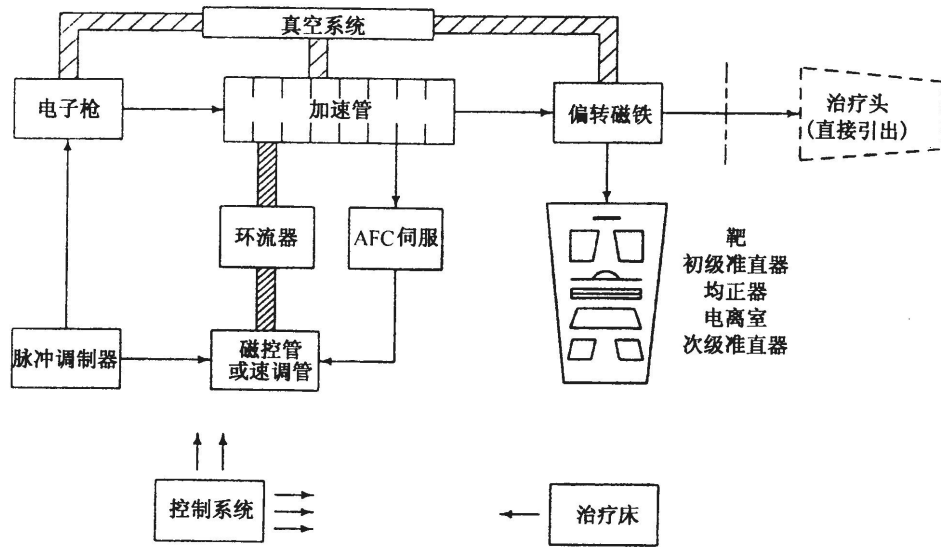 真空系统
电子枪
加速管
偏转磁铁
治疗头
(直接引出)
环流器
AFC伺服
靶
初级准直器
均正器
电离室
次级准直器
脉冲调制器
磁控管
或速调管
控制系统
治疗床